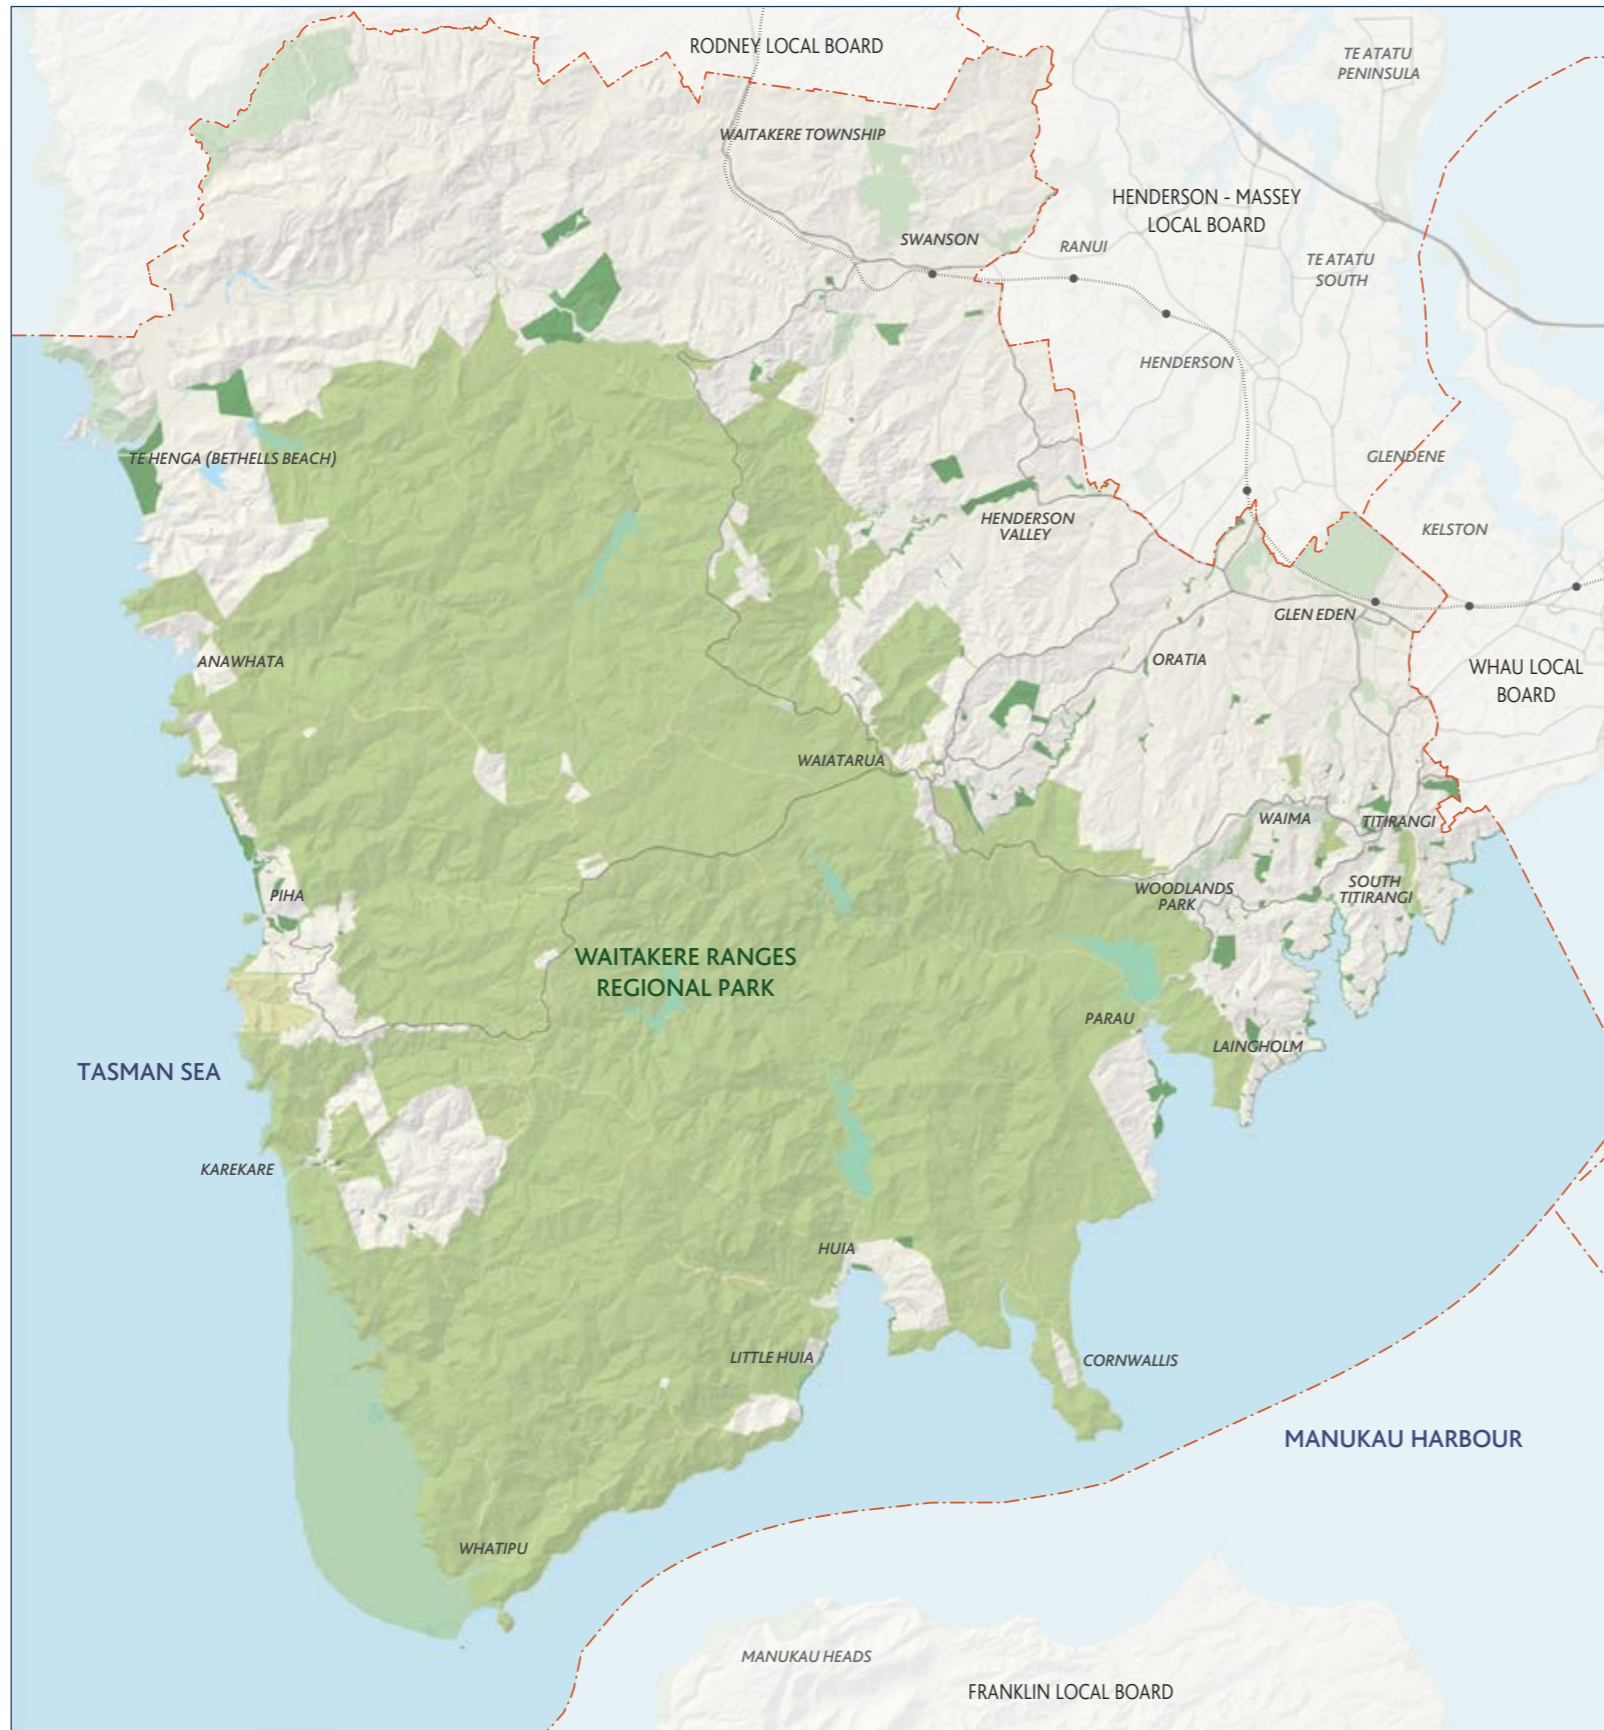 RODNEY LOCAL BOARD
TE ATATU
PENINSULA
WAITAKERE TOWNSHIP
HENDERSON - MASSEY
LOCAL BOARD
SWANSON
RANUI
TE ATATU
SOUTH
HENDERSON
TE HENGA (BETHELLS BEACH)
GLENDENE
HENDERSON
VALLEY
KELSTON
GLEN EDEN
ANAWHATA
ORATIA
WHAU LOCAL
BOARD
WAIATARUA
WAIMA
TITIRANGI
PIHA
WOODLANDS
PARK
SOUTH
TITIRANGI
WAITAKERE RANGES
REGIONAL PARK
PARAU
LAINGHOLM
TASMAN SEA
KAREKARE
HUIA
LITTLE HUIA
CORNWALLIS
MANUKAU HARBOUR
WHATIPU
MANUKAU HEADS
FRANKLIN LOCAL BOARD